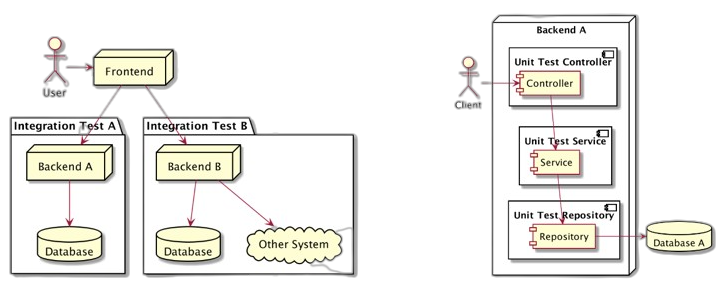 User
Frontend
Integration Test A
Integration Test B
Backend A
Backend B
Database
Database
Other System
Backend A
Unit Test Controller
Controller
Client
Unit Test Service
Service
Unit Test Repository
Repository
Database A